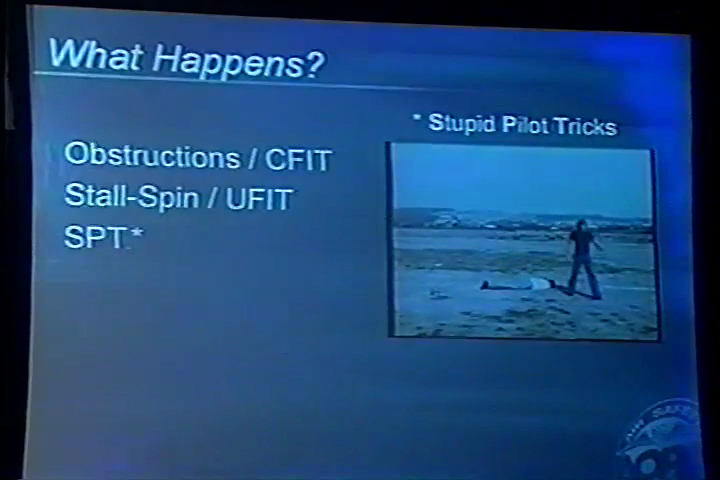 What Happens?
* Stupid Pilot Tricks
Obstructions / CFIT
Stall-Spin / UFIT
SPT*